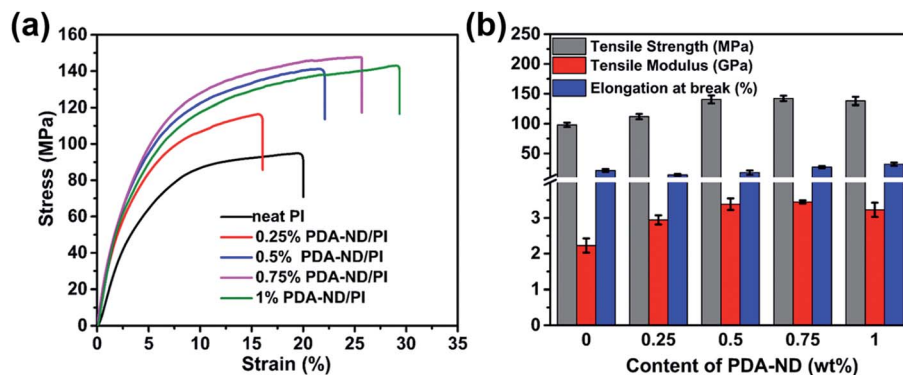 (a)
160
140
120
100
80
60
40
20
0
Stress (MPa)
neat PI
0.25% PDA-ND/PI
0.5% PDA-ND/PI
0.75% PDA-ND/PI
1% PDA-ND/PI
0 5 10 15 20 25 30 35
Strain (%)
(b)
250
200
150
100
50
3
2
1
0
Tensile Strength (MPa)
Tensile Modulus (GPa)
Elongation at break (%)
0 0.25 0.5 0.75 1
Content of PDA-ND (wt%)